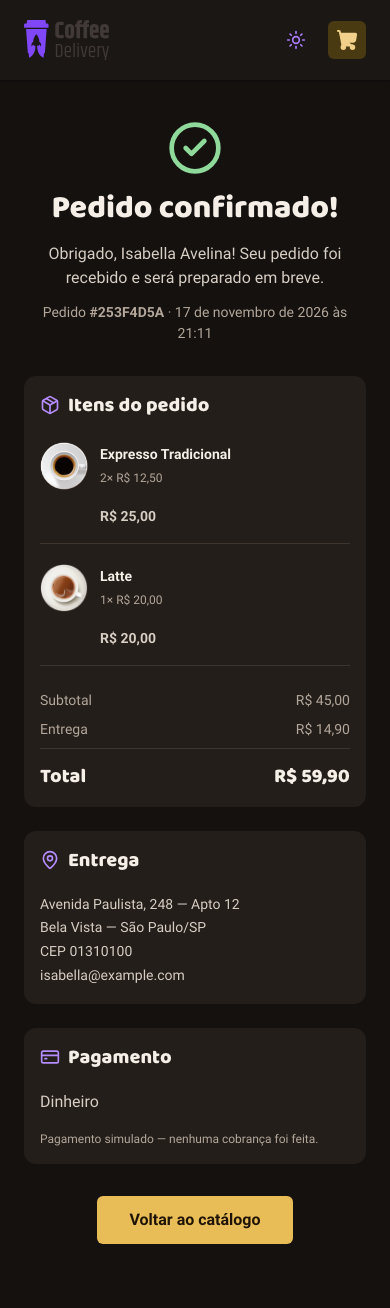 Coffee
Delivery
Pedido confirmado!
Obrigado, Isabella Avelina! Seu pedido foi
recebido e será preparado em breve.
Pedido #253F4D5A · 17 de novembro de 2026 às
21:11
Itens do pedido
Expresso Tradicional
2× R$ 12,50
R$ 25,00
Latte
1× R$ 20,00
R$ 20,00
Subtotal R$ 45,00
Entrega R$ 14,90
Total R$ 59,90
Entrega
Avenida Paulista, 248 — Apto 12
Bela Vista — São Paulo/SP
CEP 01310100
isabella@example.com
Pagamento
Dinheiro
Pagamento simulado — nenhuma cobrança foi feita.
Voltar ao catálogo